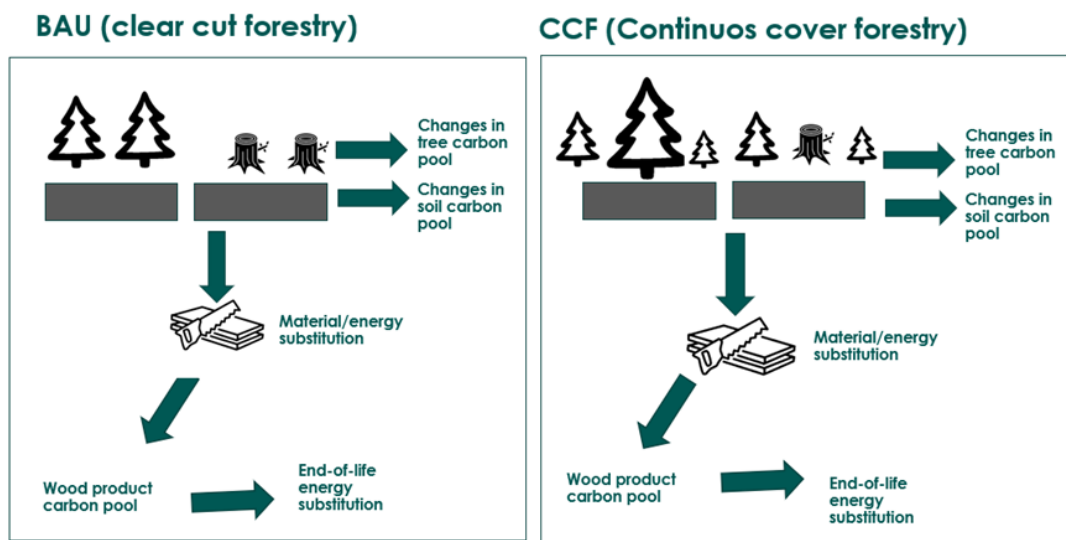 BAU (clear cut forestry)
Changes in
tree carbon
pool
Changes in
soil carbon
pool
Material/energy
substitution
Wood product
carbon pool
End-of-life
energy
substitution
CCF (Continuos cover forestry)
Changes in
tree carbon
pool
Changes in
soil carbon
pool
Material/energy
substitution
Wood product
carbon pool
End-of-life
energy
substitution